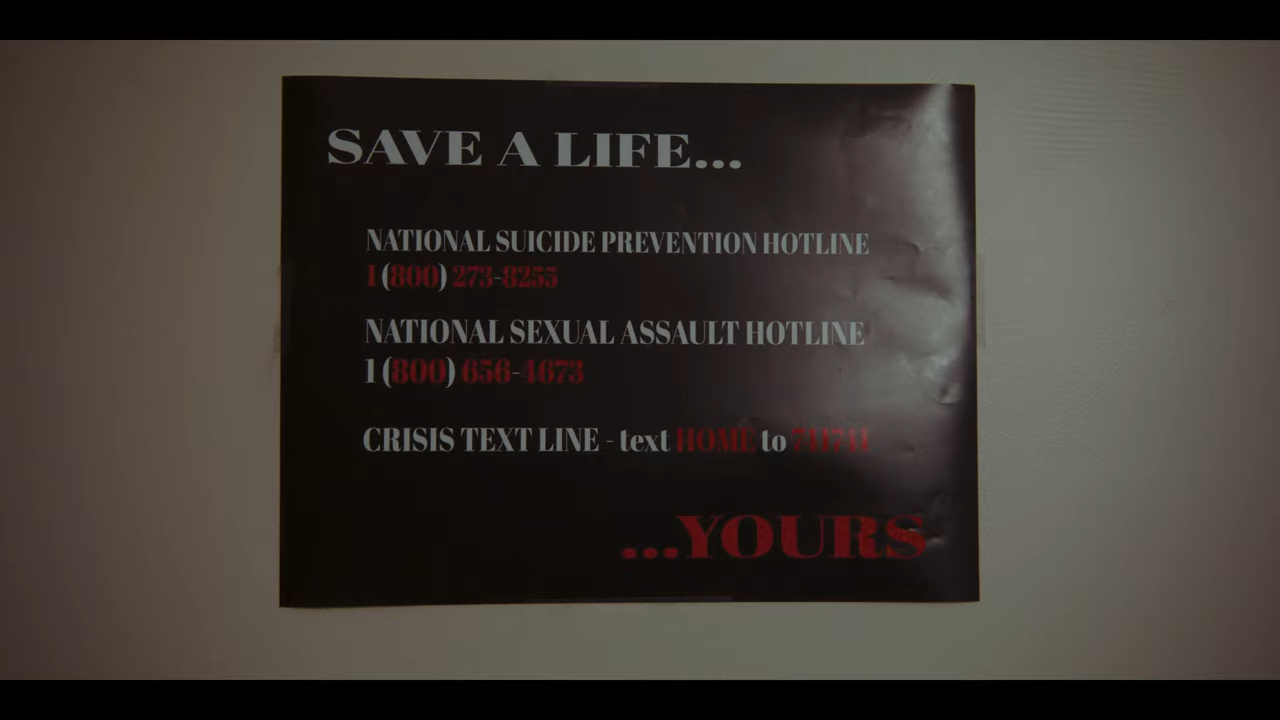 SAVE A LIFE...
NATIONAL SUICIDE PREVENTION HOTLINE
1 (800) 273-8255
NATIONAL SEXUAL ASSAULT HOTLINE
1 (800) 656-4673
CRISIS TEXT LINE - text HOME to 741741
...YOURS